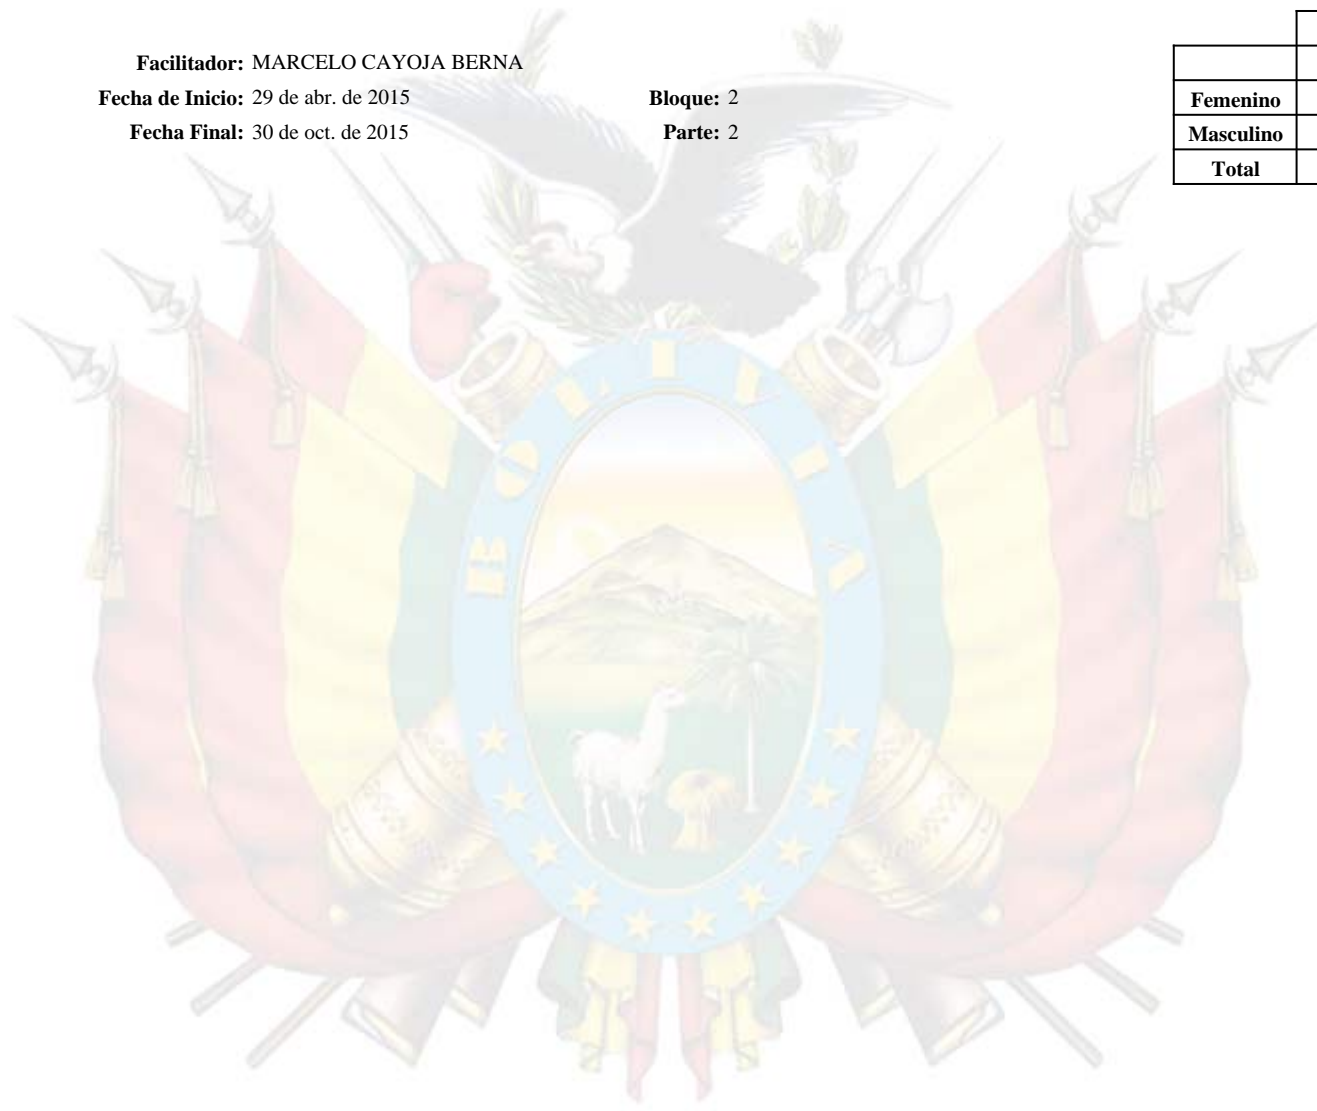 Facilitador: MARCELO CAYOJA BERNA
Fecha de Inicio: 29 de abr. de 2015 Bloque: 2
Fecha Final: 30 de oct. de 2015 Parte: 2
Femenino
Masculino
Total
BOLIVIA